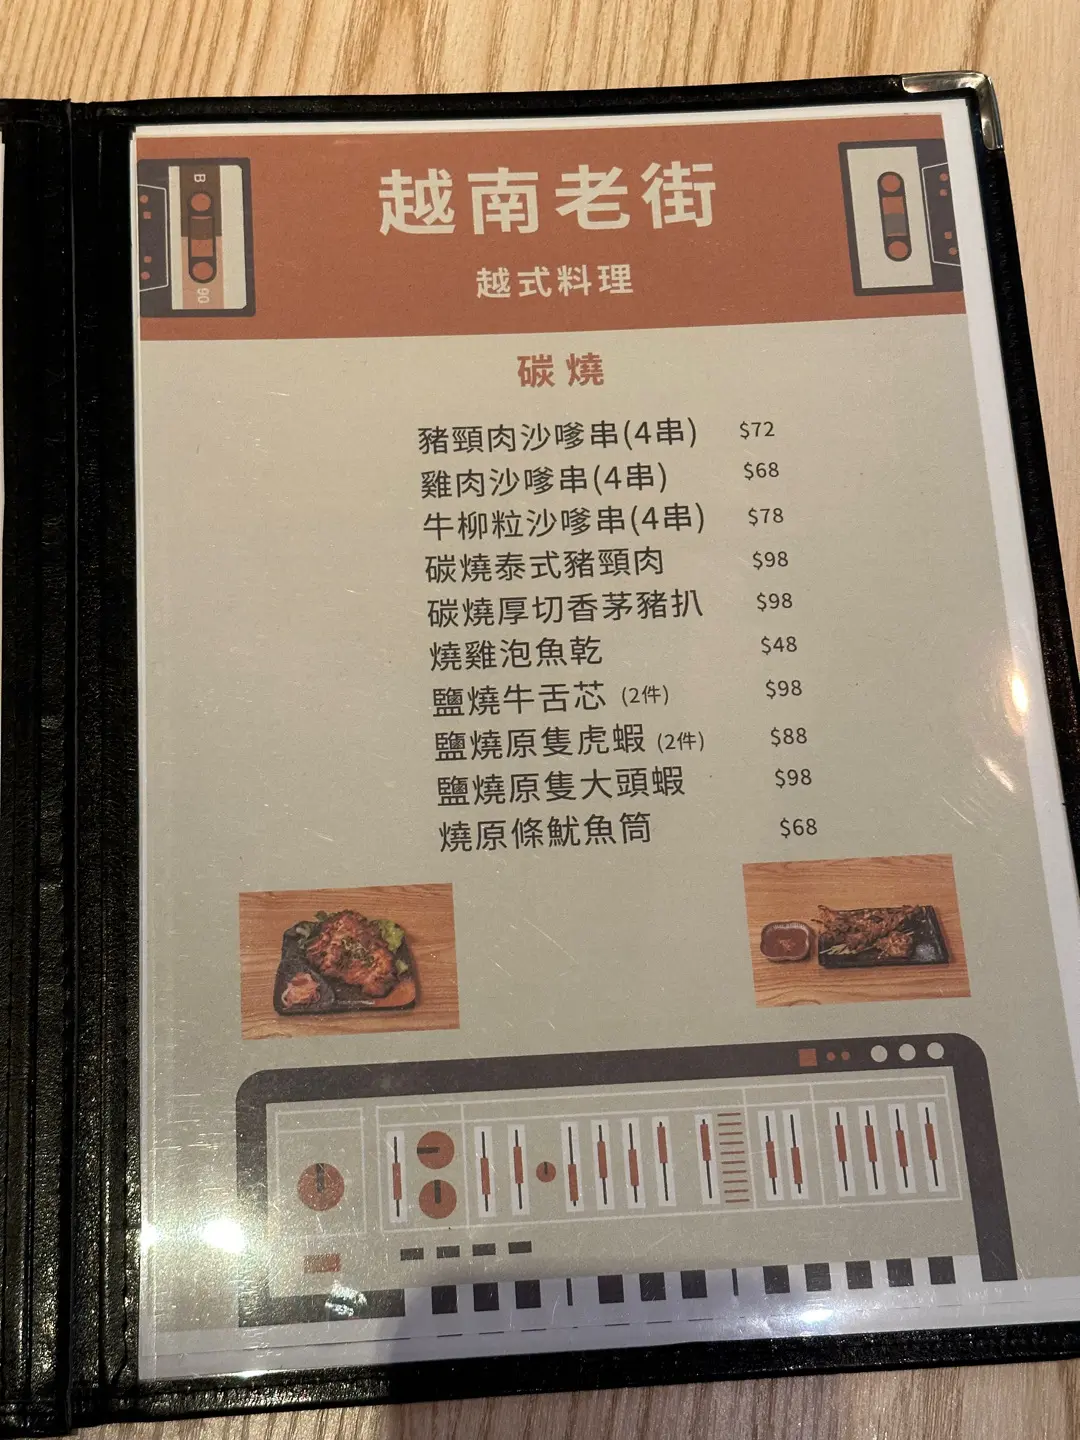 B
90
越南老街
越式料理
碳燒
豬頸肉沙嗲串(4串) $72
雞肉沙嗲串(4串) $68
牛柳粒沙嗲串(4串) $78
碳燒泰式豬頸肉 $98
碳燒厚切香茅豬扒 $98
燒雞泡魚乾 $48
鹽燒牛舌芯 (2件) $98
鹽燒原隻虎蝦 (2件) $88
鹽燒原隻大頭蝦 $98
燒原條魷魚筒 $68